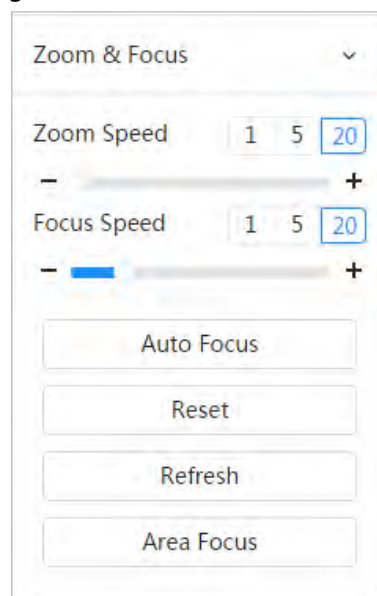 Zoom & Focus
Zoom Speed 1 5 20
- +
Focus Speed 1 5 20
- +
Auto Focus
Reset
Refresh
Area Focus